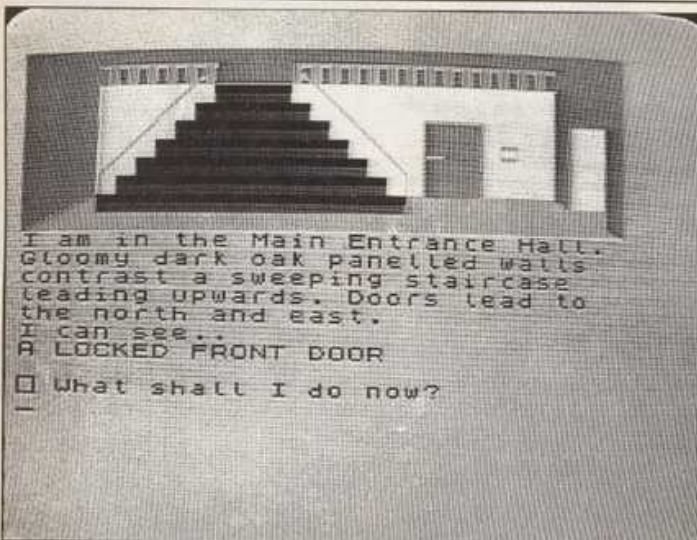 I am in the Main Entrance Hall.
Gloomy dark oak panelled walls
contrast a sweeping staircase
leading upwards. Doors lead to
the north and east.
I can see..
A LOCKED FRONT DOOR
What shall I do now?